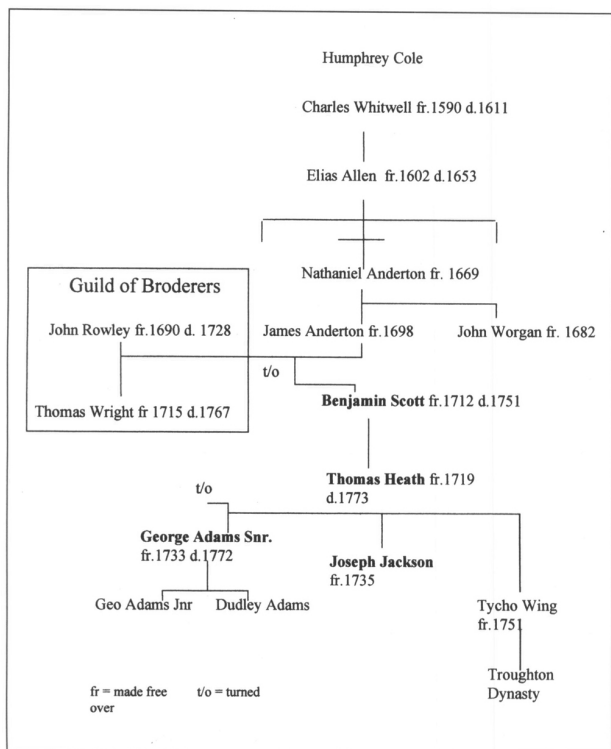 Humphrey Cole
Charles Whitwell fr.1590 d.1611
Elias Allen fr.1602 d.1653
Nathaniel Anderton fr. 1669
Guild of Broderers
John Rowley fr.1690 d. 1728
James Anderton fr.1698
John Worgan fr. 1682
t/o
Thomas Wright fr 1715 d.1767
Benjamin Scott fr.1712 d.1751
Thomas Heath fr.1719
d.1773
t/o
George Adams Snr.
fr.1733 d.1772
Joseph Jackson
fr.1735
Geo Adams Jnr
Dudley Adams
Tycho Wing
fr.1751
Troughton
Dynasty
fr = made free t/o = turned
over